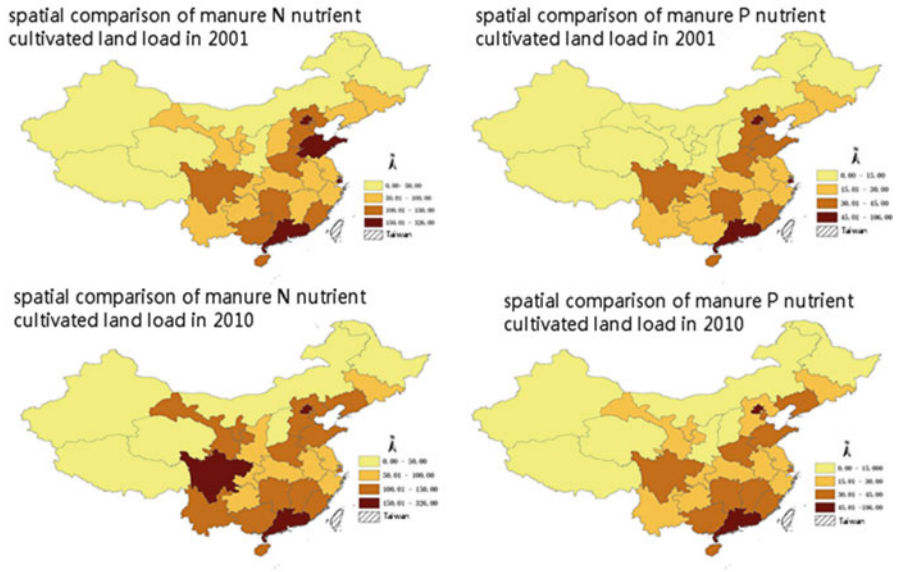 spatial comparison of manure N nutrient
cultivated land load in 2001
0.00- 50.00
50.01 - 100.00
100.01 - 150.00
150.01 - 326.00
Taiwan
spatial comparison of manure P nutrient
cultivated land load in 2001
0.00 - 15.00
15.01 - 30.00
30.01 - 45.00
45.01 - 106.00
Taiwan
spatial comparison of manure N nutrient
cultivated land load in 2010
0.00 - 50.00
50.01 - 100.00
100.01 - 150.00
150.01 - 326.00
Taiwan
spatial comparison of manure P nutrient
cultivated land load in 2010
0.00 - 15.000
15.01 - 30.00
30.01 - 45.00
45.01 -106.00
Taiwan